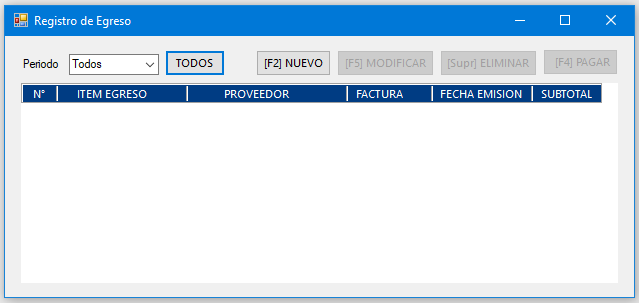 Registro de Egreso
Periodo Todos TODOS [F2] NUEVO [F5] MODIFICAR [Supr] ELIMINAR [F4] PAGAR
N° ITEM EGRESO PROVEEDOR FACTURA FECHA EMISION SUBTOTAL